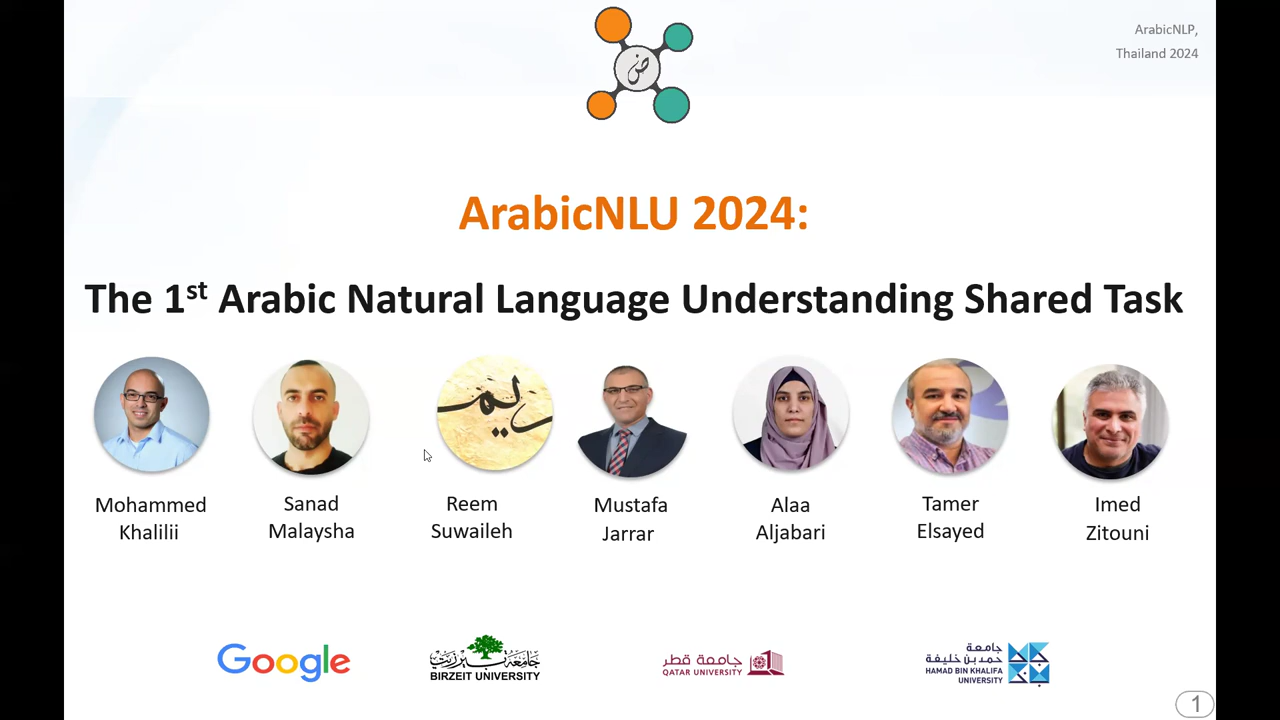 ض
ArabicNLP,
Thailand 2024
ArabicNLU 2024:
The 1st Arabic Natural Language Understanding Shared Task
ريم
Mohammed
Khalilii
Sanad
Malaysha
Reem
Suwaileh
Mustafa
Jarrar
Alaa
Aljabari
Tamer
Elsayed
Imed
Zitouni
Google
جامعة بيرزيت
BIRZEIT UNIVERSITY
جامعة قطر
QATAR UNIVERSITY
جامعة
حمد بن خليفة
HAMAD BIN KHALIFA
UNIVERSITY
1